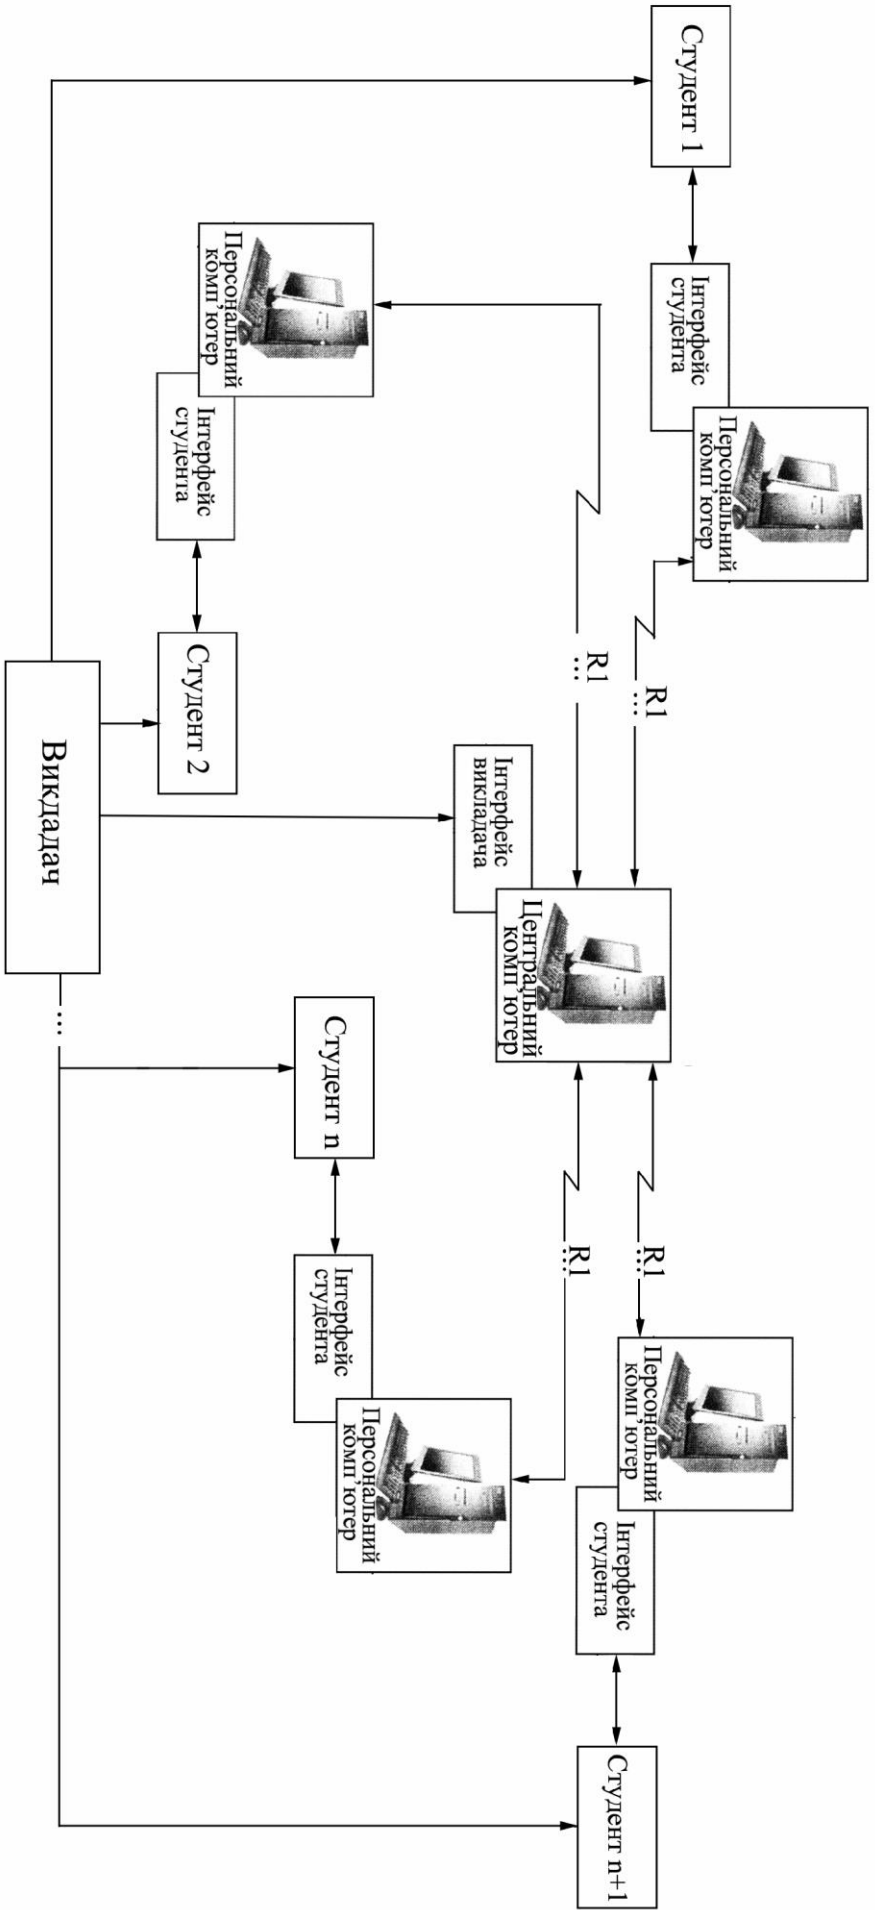 Студент 1
Інтерфейс
студента
Персональний
комп'ютер
R1
...
R1
...
Персональний
комп'ютер
Інтерфейс
студента
Студент n+1
Персональний
комп'ютер
Інтерфейс
студента
Студент 2
R1
...
Інтерфейс
викладача
Центральний
комп'ютер
R1
...
Студент n
Інтерфейс
студента
Персональний
комп'ютер
Викдадач
...